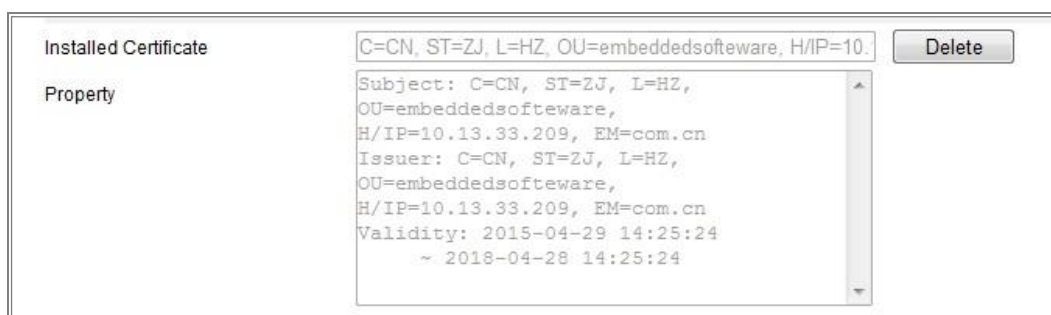 Installed Certificate
C=CN, ST=ZJ, L=HZ, OU=embeddedsofteware, H/IP=10.
Delete
Property
Subject: C=CN, ST=ZJ, L=HZ,
OU=embeddedsofteware,
H/IP=10.13.33.209, EM=com.cn
Issuer: C=CN, ST=ZJ, L=HZ,
OU=embeddedsofteware,
H/IP=10.13.33.209, EM=com.cn
Validity: 2015-04-29 14:25:24
~ 2018-04-28 14:25:24